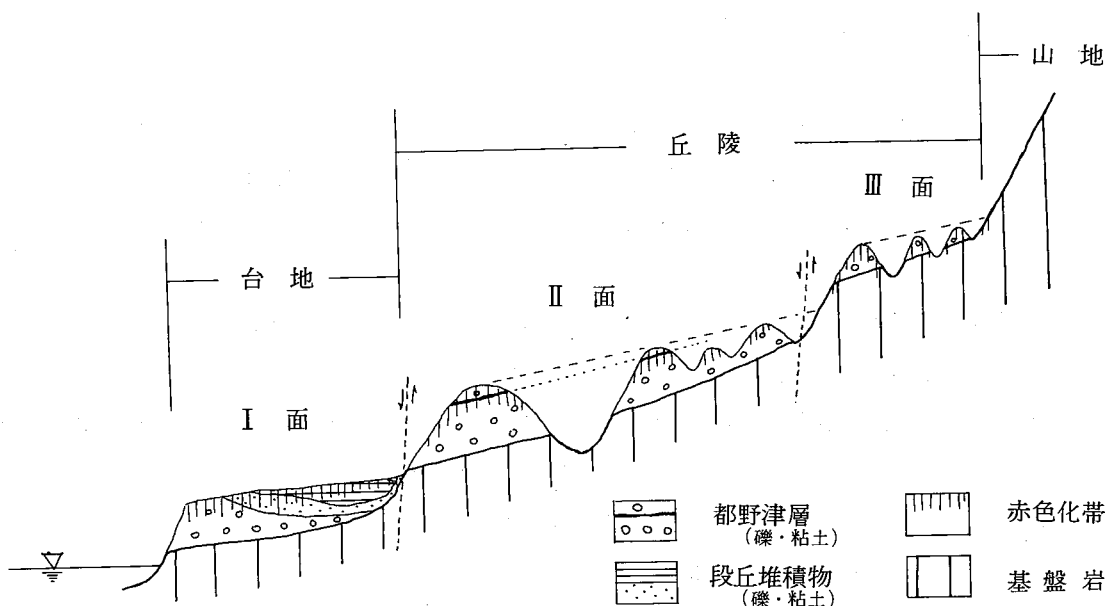 山 地
丘 陵
Ⅲ 面
台 地
Ⅱ 面
Ⅰ 面
都野津層
(礫・粘土)
赤色化帯
段丘堆積物
(礫・粘土)
基 盤 岩